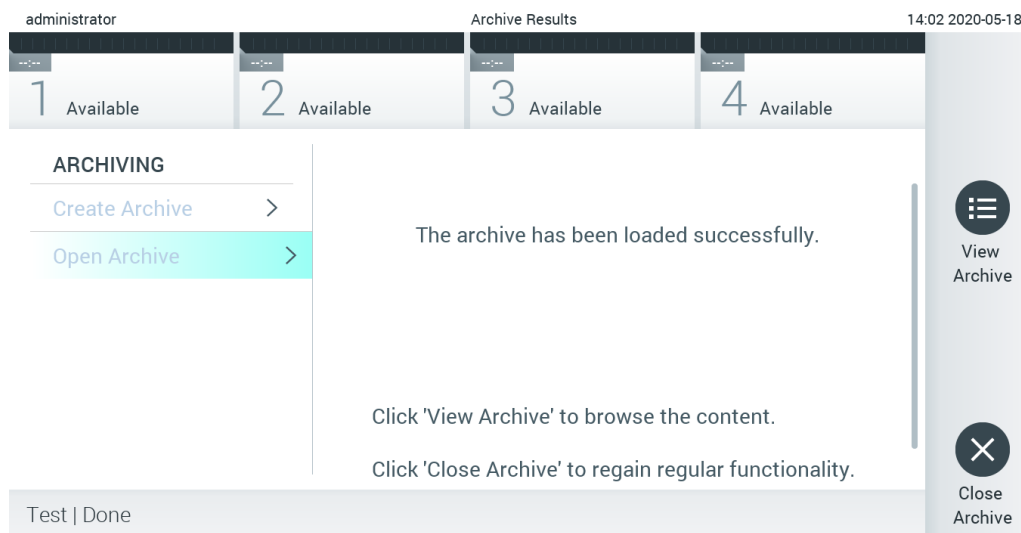 administrator Archive Results 14:02 2020-05-18
--:-- --:-- --:-- --:--
1 Available 2 Available 3 Available 4 Available
ARCHIVING
Create Archive
Open Archive
The archive has been loaded successfully.
Click 'View Archive' to browse the content.
Click 'Close Archive' to regain regular functionality.
View
Archive
Close
Archive
Test | Done